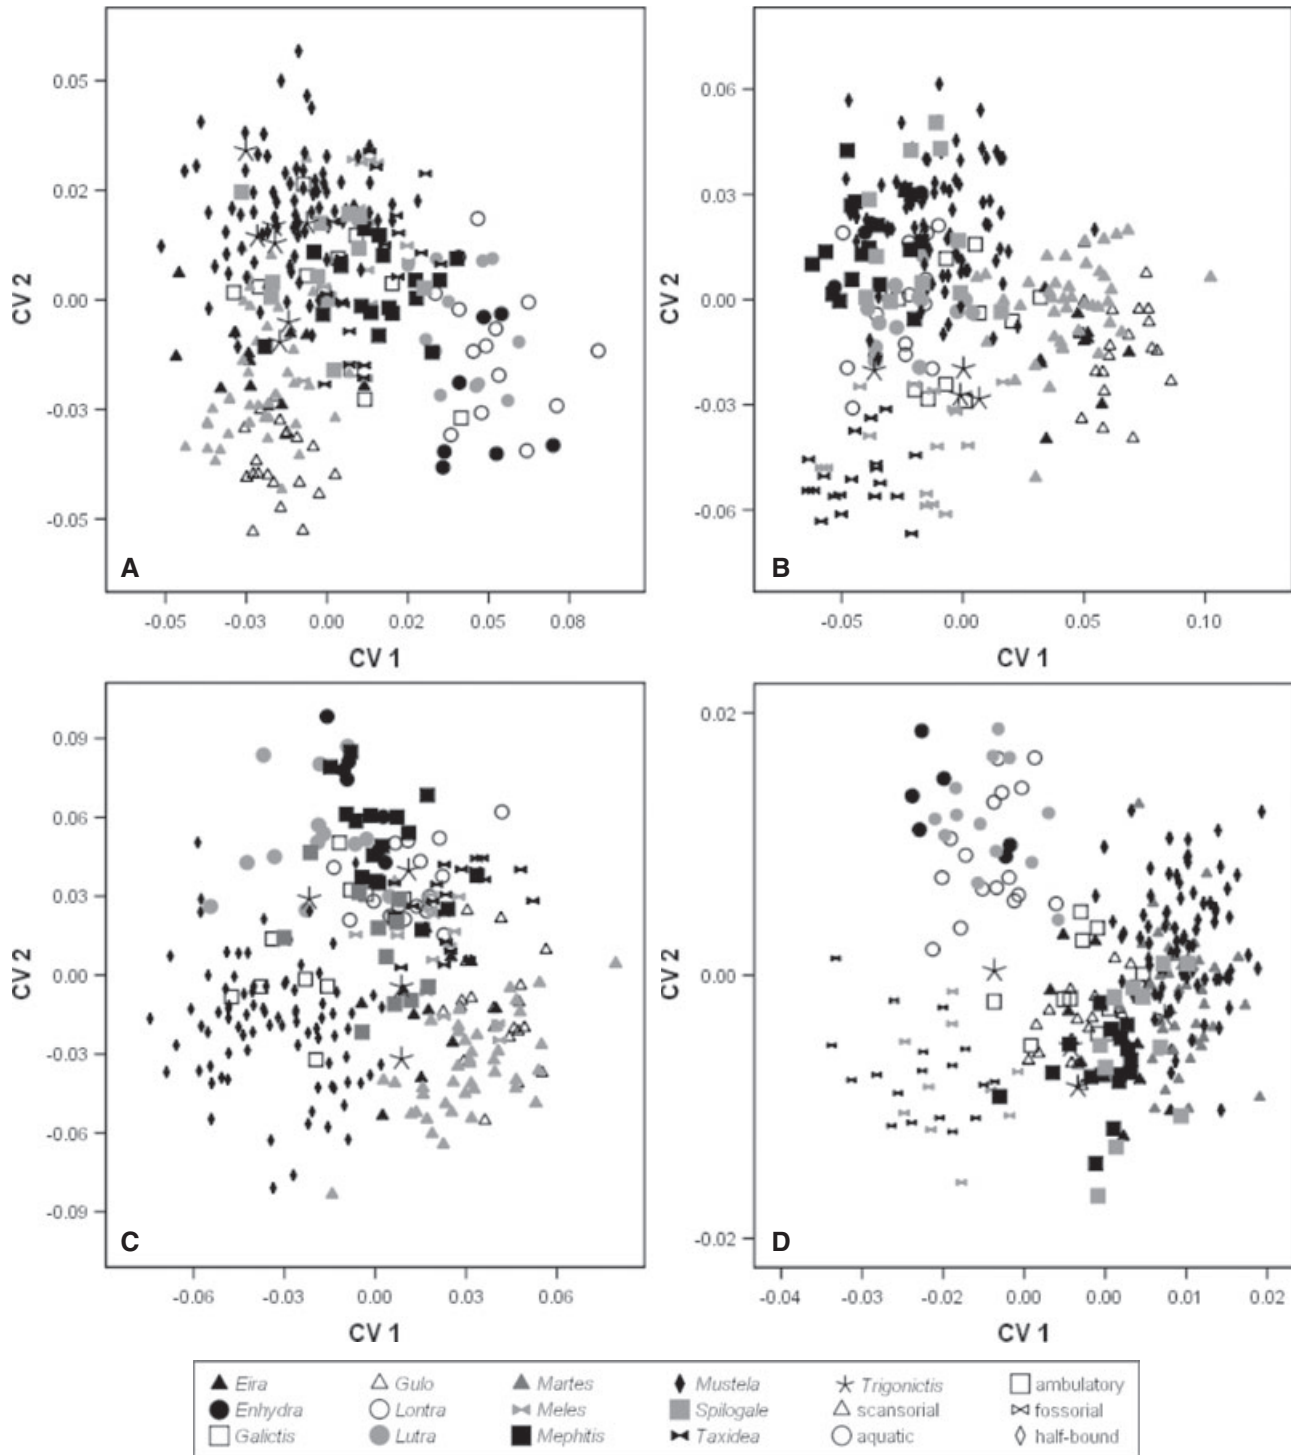 0.05
0.02
0.00
-0.03
-0.05
CV 2
A
-0.05
-0.03
0.00
0.02
0.05
0.08
CV 1
0.06
0.03
0.00
-0.03
-0.06
CV 2
B
-0.05
0.00
0.05
0.10
CV 1
0.09
0.06
0.03
0.00
-0.03
-0.06
-0.09
CV 2
C
-0.06
-0.03
0.00
0.03
0.06
CV 1
0.02
0.00
-0.02
CV 2
D
-0.04
-0.03
-0.02
0.00
0.00
0.01
0.02
CV 1
Eira Gulo Martes Mustela Trigonictis ambulatory
Enhydra Lontra Meles Spilogale scansorial fossorial
Galictis Lutra Mephitis Taxidea aquatic half-bound